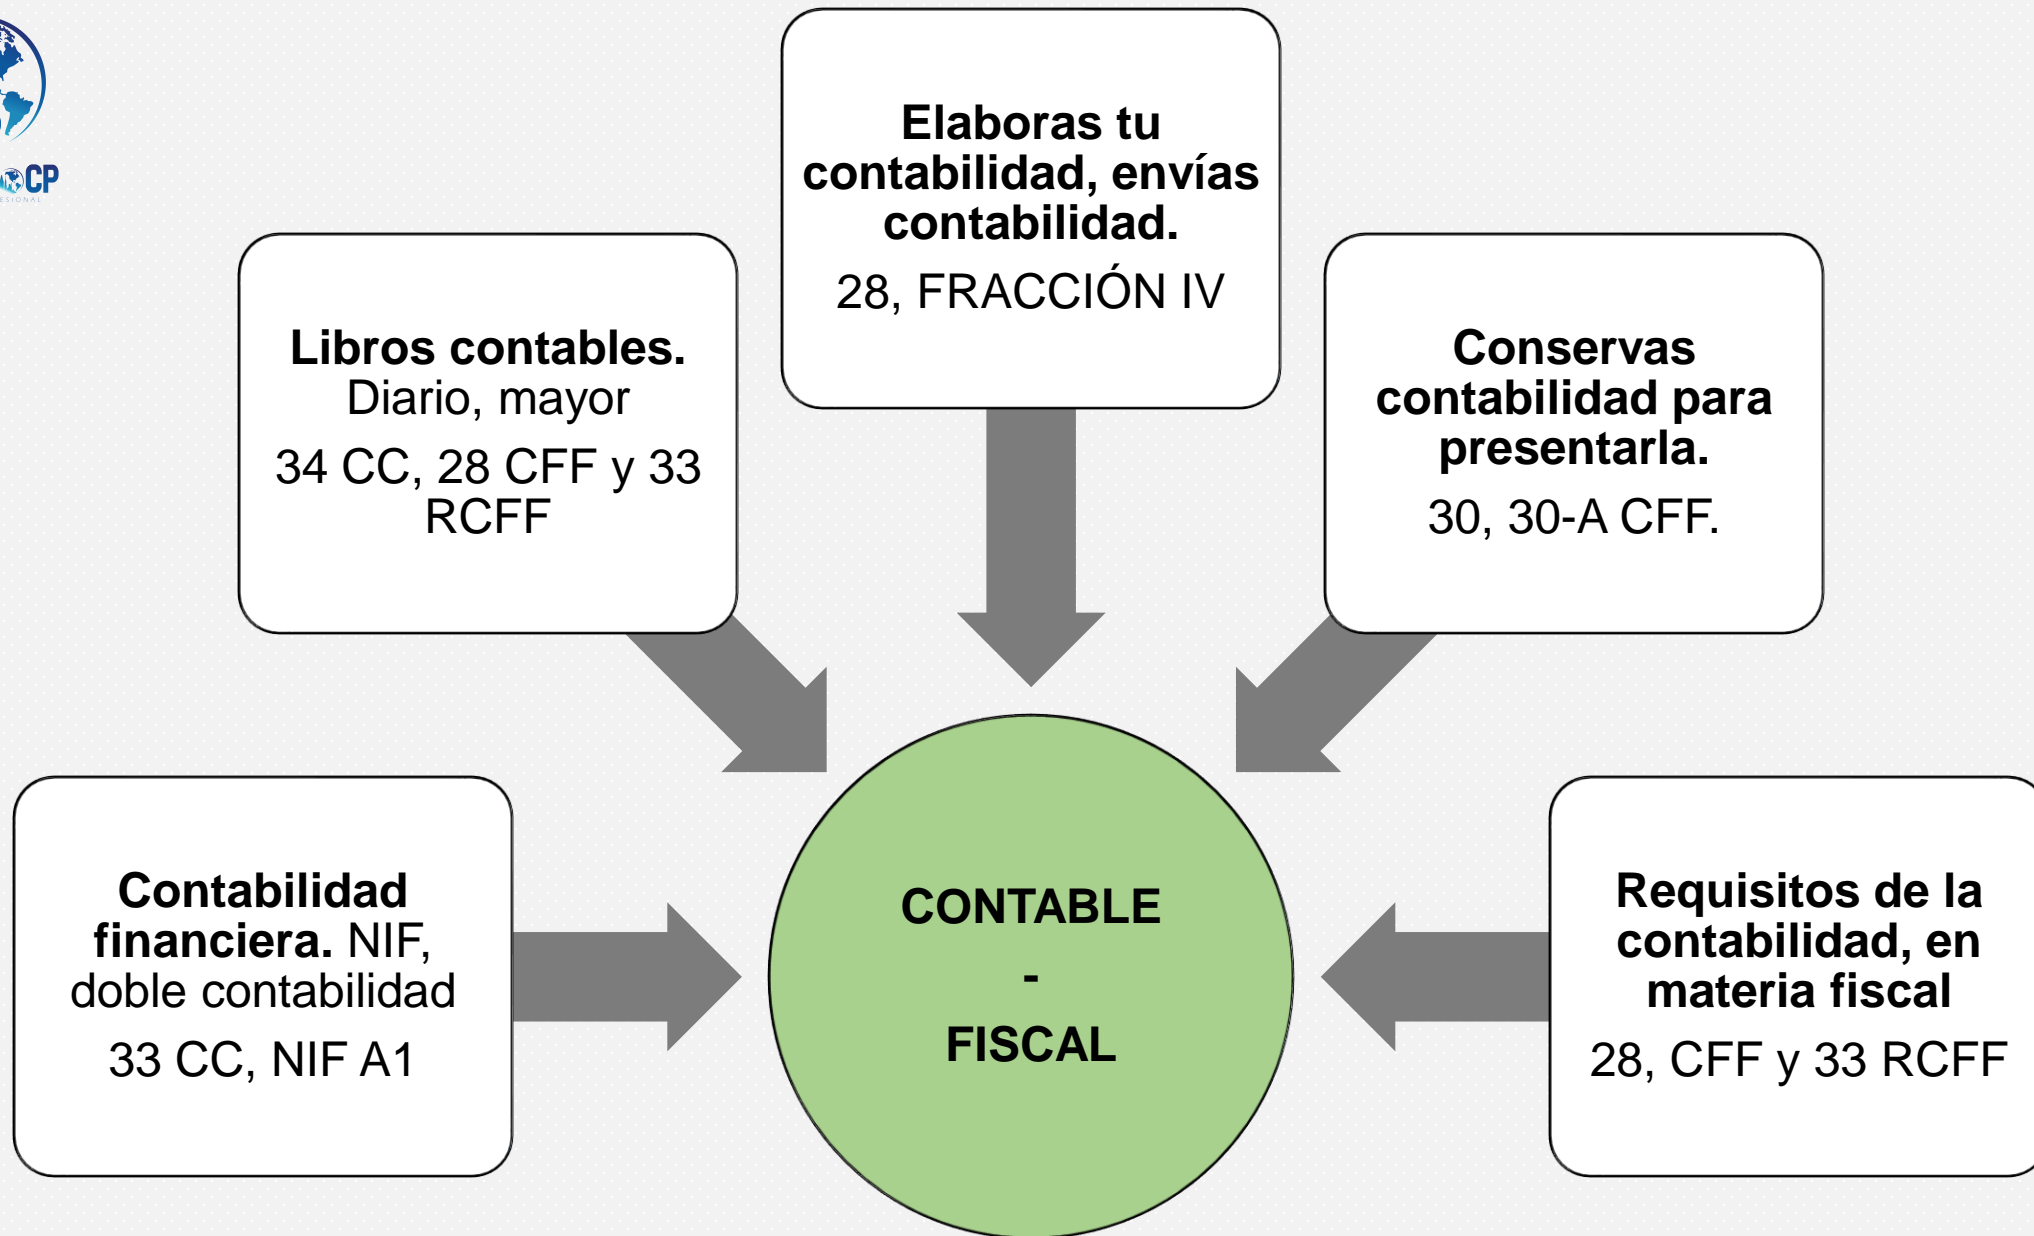 CP
Elaboras tu
contabilidad, envías
contabilidad.
28, FRACCIÓN IV
Libros contables.
Diario, mayor
34 CC, 28 CFF y 33
RCFF
Conservas
contabilidad para
presentarla.
30, 30-A CFF.
Contabilidad
financiera. NIF,
doble contabilidad
33 CC, NIF A1
CONTABLE
-
FISCAL
Requisitos de la
contabilidad, en
materia fiscal
28, CFF y 33 RCFF